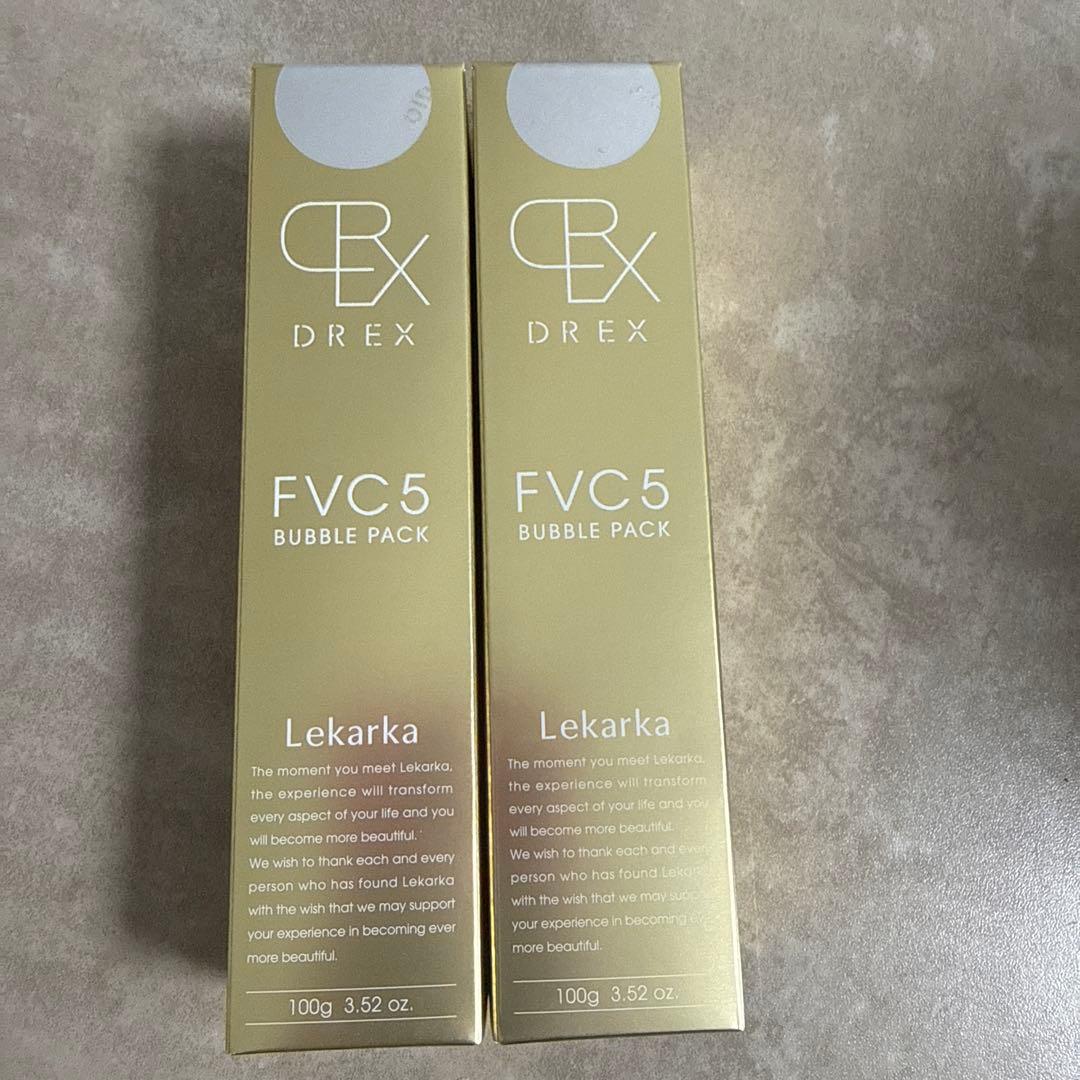 DREX
FVC5
BUBBLE PACK
Lekarka
The moment you meet Lekarka,
the experience will transform
every aspect of your life and you
will become more beautiful.
We wish to thank each and every
person who has found Lekarka
with the wish that we may support
your experience in becoming ever
more beautiful.
100g 3.52 oz.
DREX
FVC5
BUBBLE PACK
Lekarka
The moment you meet Lekarka,
the experience will transform
every aspect of your life and you
will become more beautiful.
We wish to thank each and every
person who has found Lekarka
with the wish that we may support
your experience in becoming ever
more beautiful.
100g 3.52 oz.